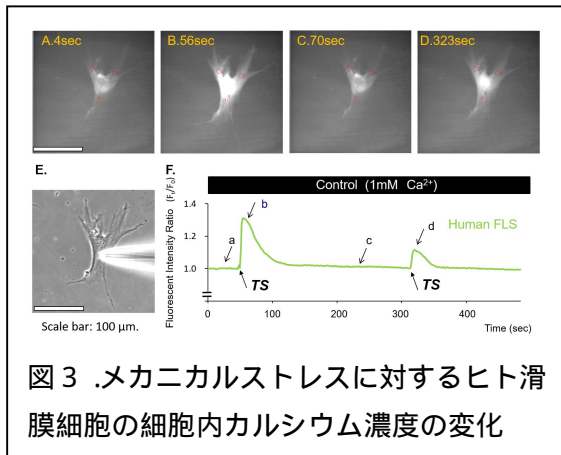 A.4sec
B.56sec
C.70sec
D.323sec
E.
F.
Control (1mM Ca²⁺)
Fluorescent Intensity Ratio (Fₜ/F₀)
1.4
1.2
1.0
a
b
c
d
Human FLS
TS
TS
0
100
200
300
400
Time (sec)
Scale bar: 100 μm.
図３ .メカニカルストレスに対するヒト滑
膜細胞の細胞内カルシウム濃度の変化